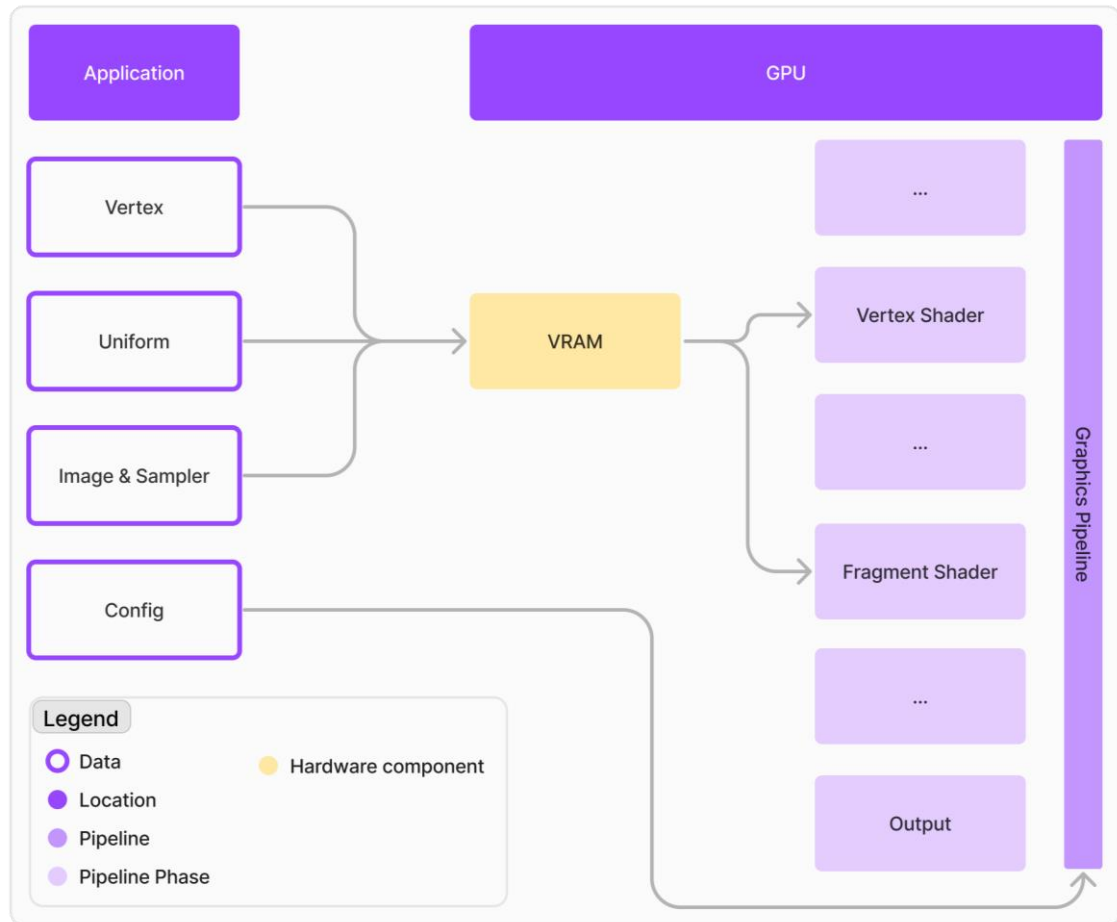 Application
GPU
Vertex
Uniform
Image & Sampler
Config
VRAM
...
Vertex Shader
...
Fragment Shader
...
Output
Graphics Pipeline
Legend
Data
Location
Pipeline
Pipeline Phase
Hardware component